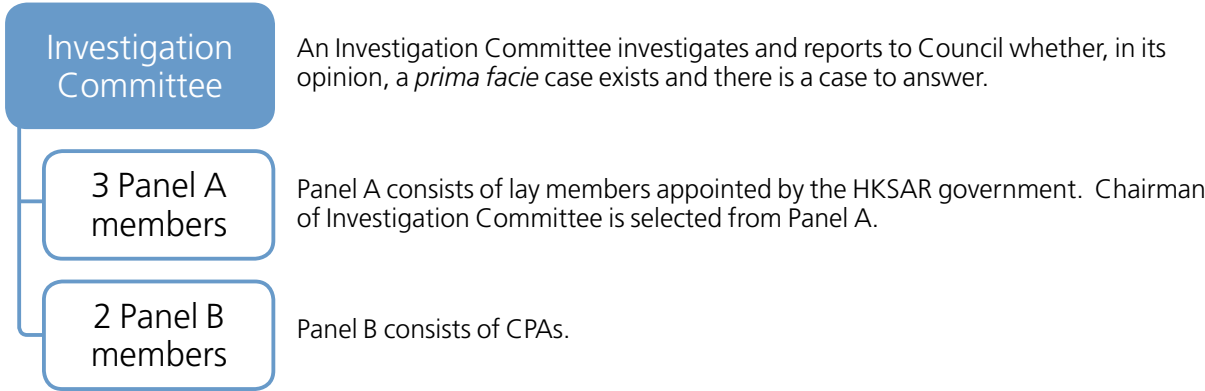 Investigation
Committee
An Investigation Committee investigates and reports to Council whether, in its
opinion, a prima facie case exists and there is a case to answer.
3 Panel A
members
Panel A consists of lay members appointed by the HKSAR government.  Chairman
of Investigation Committee is selected from Panel A.
2 Panel B
members
Panel B consists of CPAs.